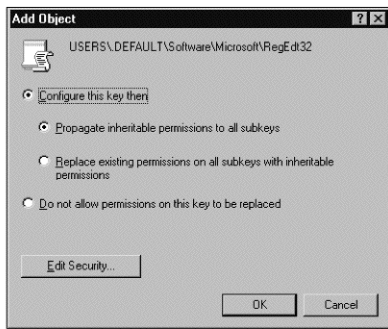 Add Object
USERS\.DEFAULT\Software\Microsoft\RegEdt32
Configure this key then
Propagate inheritable permissions to all subkeys
Replace existing permissions on all subkeys with inheritable
permissions
Do not allow permissions on this key to be replaced
Edit Security...
OK
Cancel